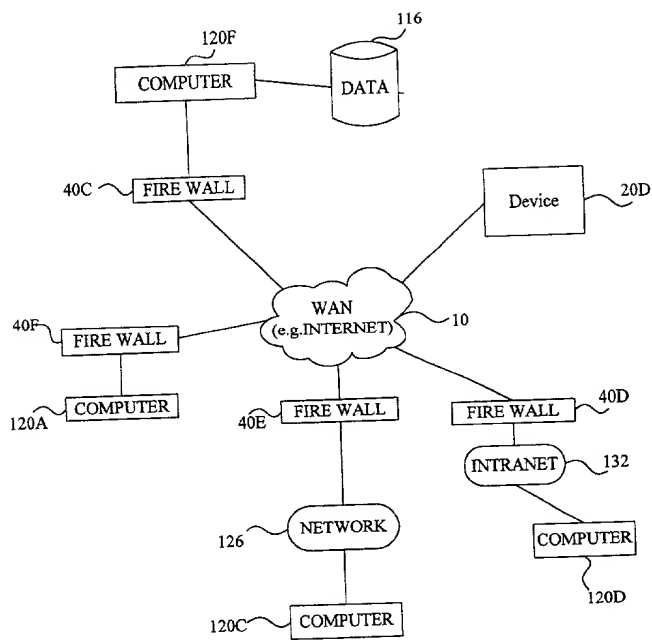 120F
116
COMPUTER
DATA
40C
FIRE WALL
Device
20D
WAN
(e.g.INTERNET)
10
40F
FIRE WALL
COMPUTER
120A
40E
FIRE WALL
FIRE WALL
40D
INTRANET
132
NETWORK
126
COMPUTER
120D
120C
COMPUTER